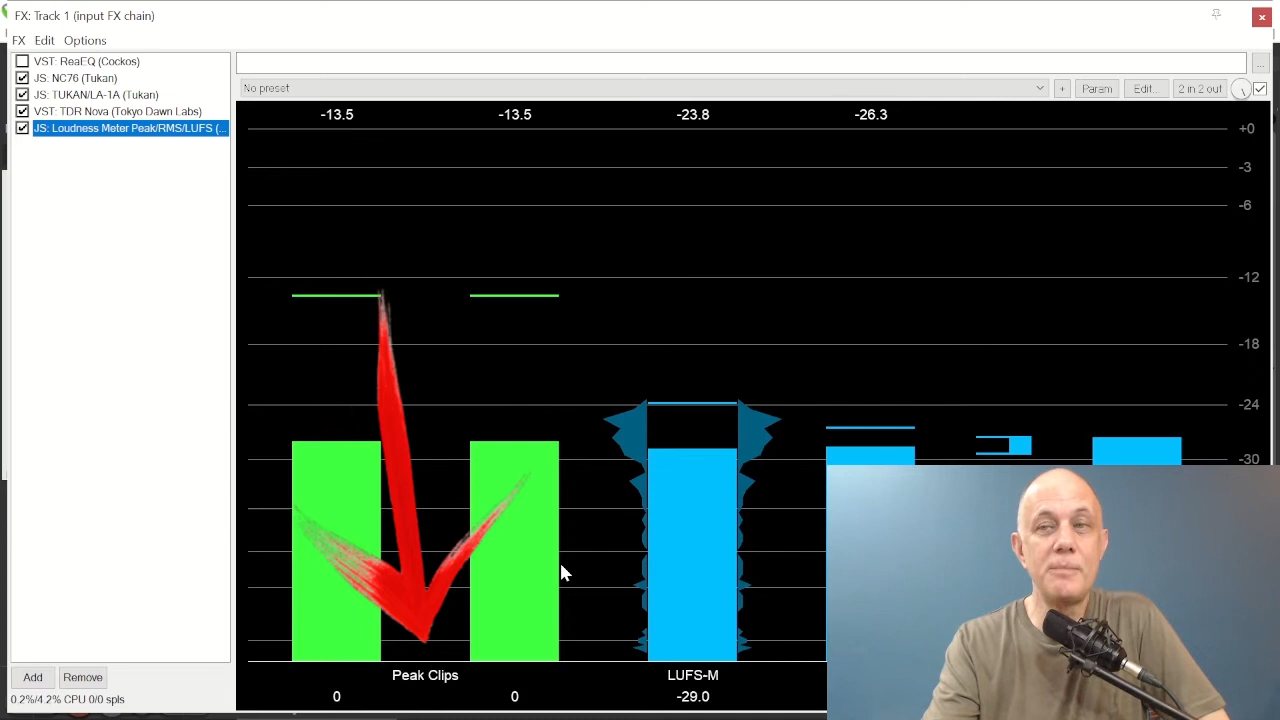 FX: Track 1 (input FX chain)
FX Edit Options
VST: ReaEQ (Cockos)
JS: NC76 (Tukan)
JS: TUKAN/LA-1A (Tukan)
VST: TDR Nova (Tokyo Dawn Labs)
JS: Loudness Meter Peak/RMS/LUFS (...
...
No preset
+
Param
Edit...
2 in 2 out
-13.5 -13.5 -23.8 -26.3
+0
-3
-6
-12
-18
-24
-30
Peak Clips LUFS-M
0 0 -29.0
Add Remove
0.2%/4.2% CPU 0/0 spls